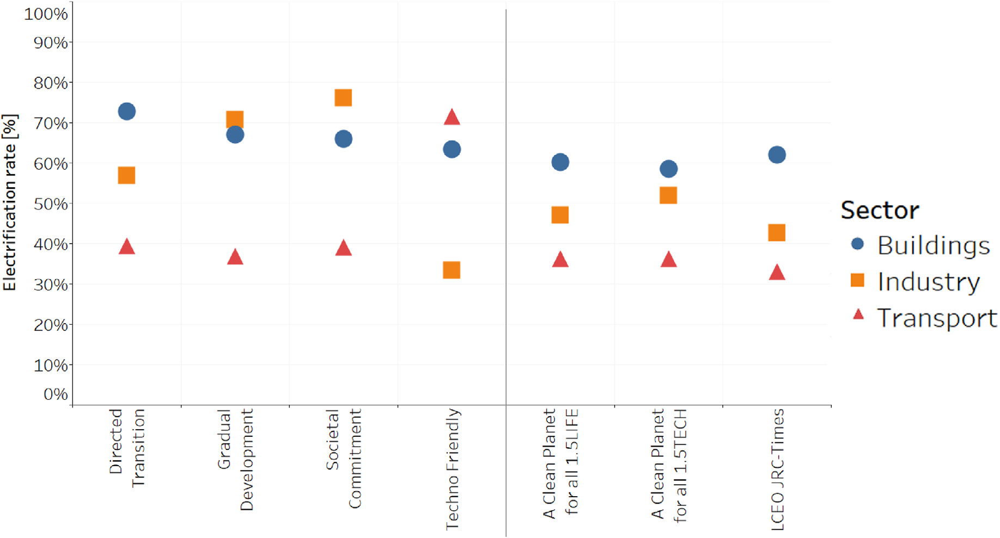 Electrification rate [%]
100%
90%
80%
70%
60%
50%
40%
30%
20%
10%
0%
Directed
Transition
Gradual
Development
Societal
Commitment
Techno Friendly
A Clean Planet
for all 1.5LIFE
A Clean Planet
for all 1.5TECH
LCEO JRC-Times
Sector
Buildings
Industry
Transport